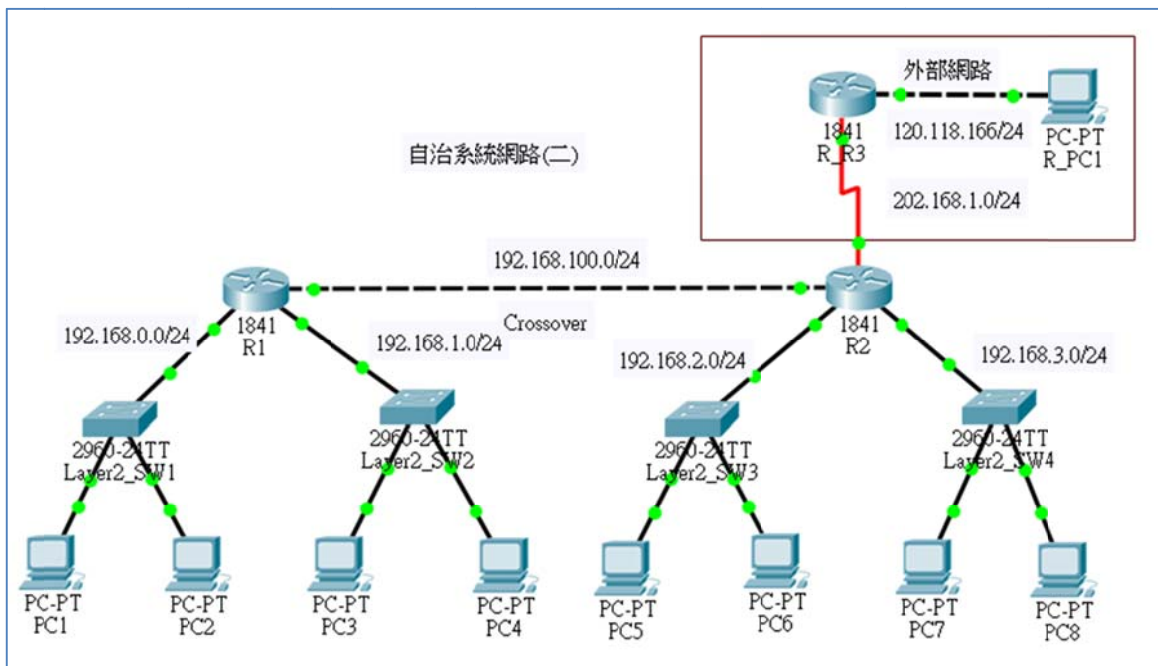 外部網路
1841
R_R3
120.118.166/24
PC-PT
R_PC1
自治系統網路(二)
202.168.1.0/24
192.168.100.0/24
Crossover
1841
R1
1841
R2
192.168.0.0/24
192.168.1.0/24
192.168.2.0/24
192.168.3.0/24
2960-24TT
Layer2_SW1
2960-24TT
Layer2_SW2
2960-24TT
Layer2_SW3
2960-24TT
Layer2_SW4
PC-PT
PC1
PC-PT
PC2
PC-PT
PC3
PC-PT
PC4
PC-PT
PC5
PC-PT
PC6
PC-PT
PC7
PC-PT
PC8